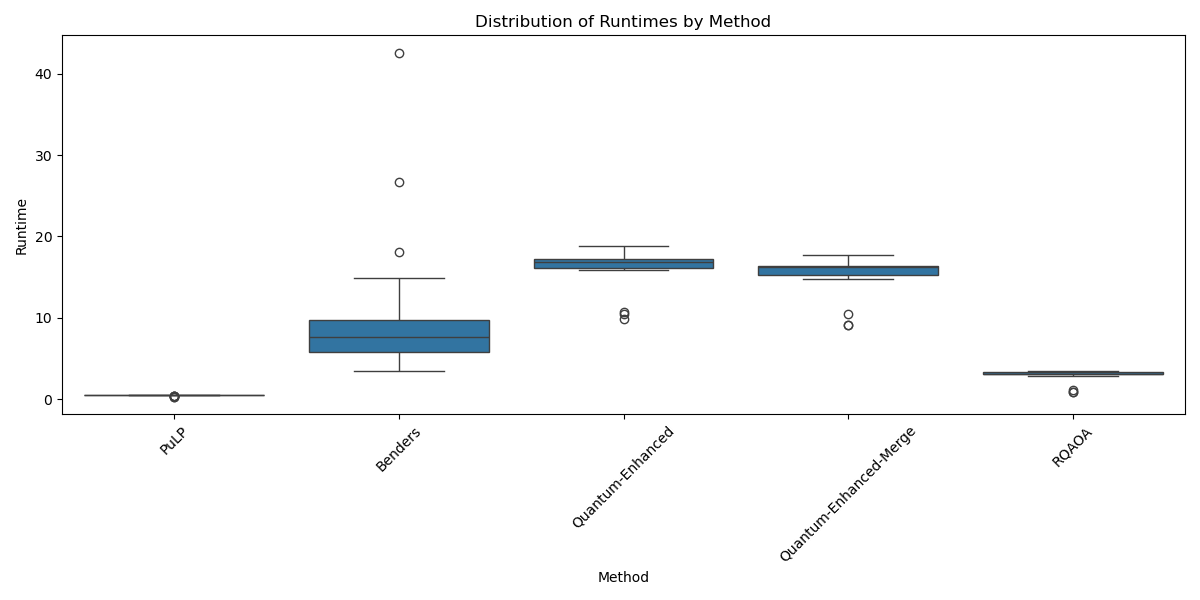 Distribution of Runtimes by Method
Runtime
40
30
20
10
0
PuLP
Benders
Quantum-Enhanced
Quantum-Enhanced-Merge
RQAOA
Method